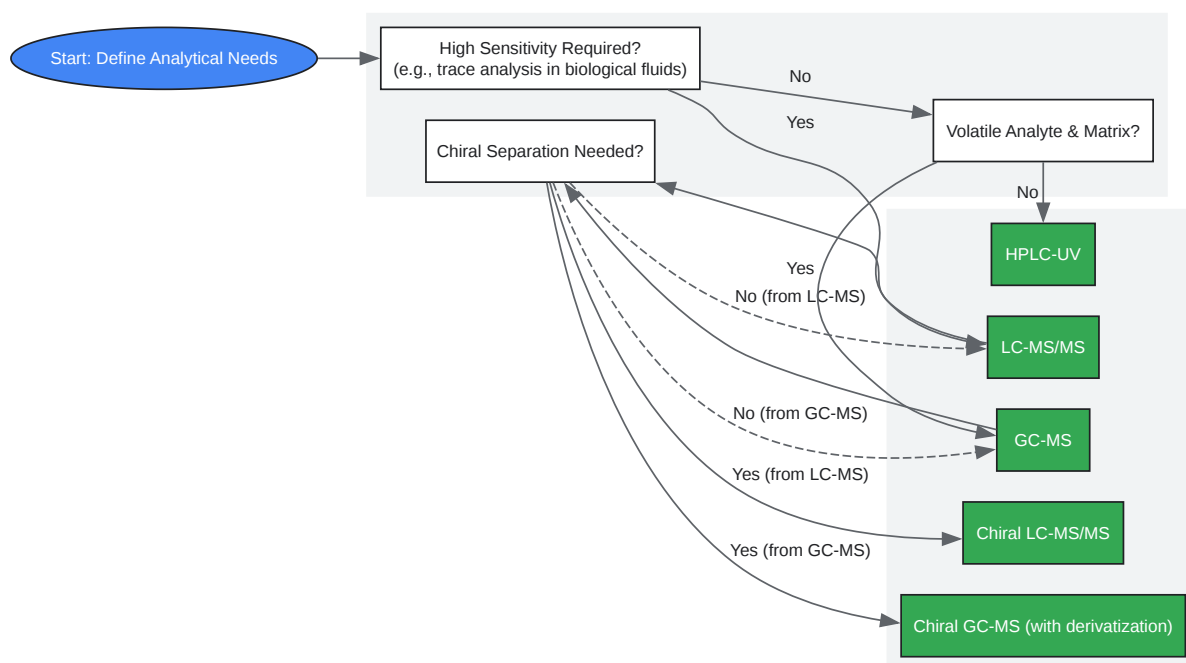 Start: Define Analytical Needs
High Sensitivity Required?
(e.g., trace analysis in biological fluids)
No
Yes
Volatile Analyte & Matrix?
Chiral Separation Needed?
No
HPLC-UV
Yes
No (from LC-MS)
LC-MS/MS
No (from GC-MS)
GC-MS
Yes (from LC-MS)
Chiral LC-MS/MS
Yes (from GC-MS)
Chiral GC-MS (with derivatization)